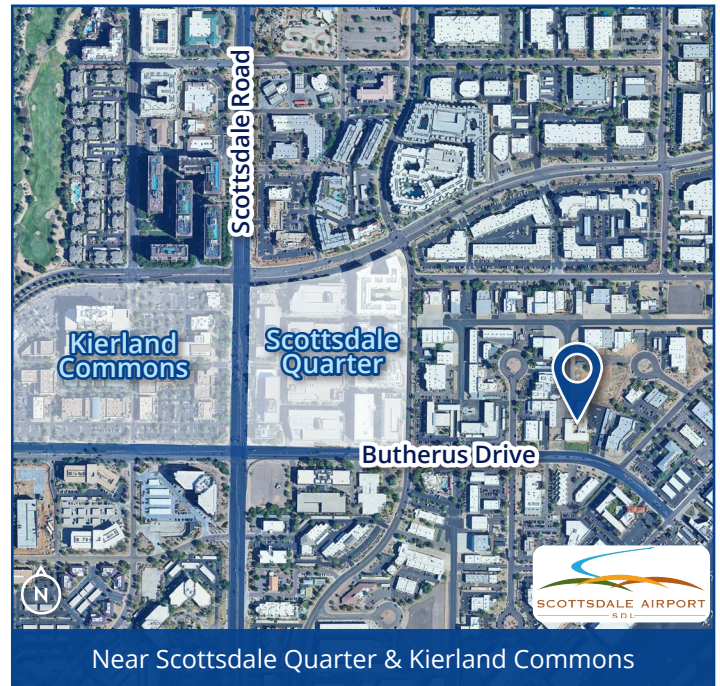 Scottsdale Road
Kierland
Commons
Scottsdale
Quarter
Butherus Drive
N
SCOTTSDALE AIRPORT
SDL
Near Scottsdale Quarter & Kierland Commons